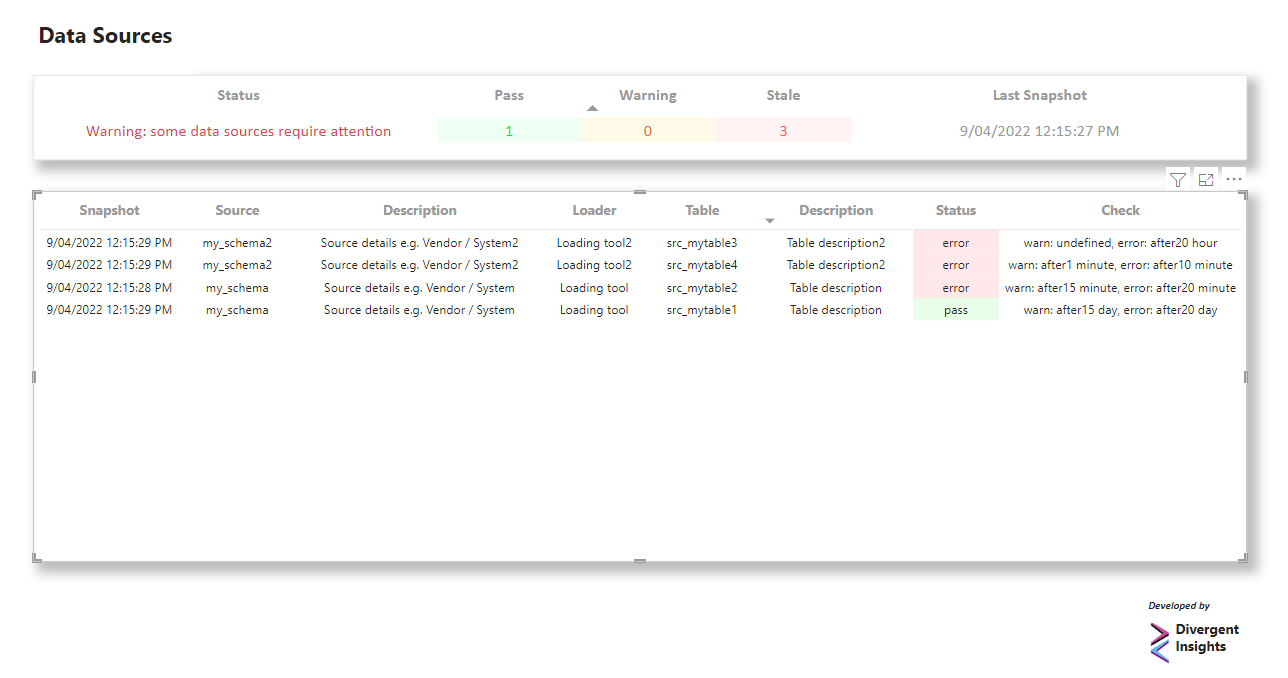 Data Sources
Status Pass Warning Stale Last Snapshot
Warning: some data sources require attention 1 0 3 9/04/2022 12:15:27 PM
Snapshot Source Description Loader Table Description Status Check
9/04/2022 12:15:29 PM my_schema2 Source details e.g. Vendor / System2 Loading tool2 src_mytable3 Table description2 error warn: undefined, error: after20 hour
9/04/2022 12:15:29 PM my_schema2 Source details e.g. Vendor / System2 Loading tool2 src_mytable4 Table description2 error warn: after1 minute, error: after10 minute
9/04/2022 12:15:28 PM my_schema Source details e.g. Vendor / System Loading tool src_mytable2 Table description error warn: after15 minute, error: after20 minute
9/04/2022 12:15:29 PM my_schema Source details e.g. Vendor / System Loading tool src_mytable1 Table description pass warn: after15 day, error: after20 day
Developed by
Divergent
Insights